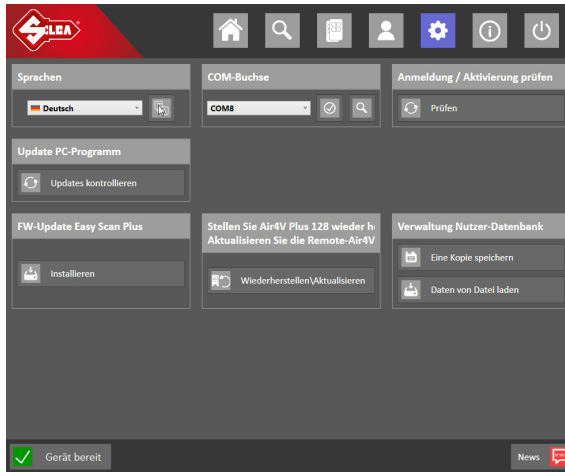 SILCA
Sprachen
COM-Buchse
Anmeldung / Aktivierung prüfen
Deutsch
COM8
Prüfen
Update PC-Programm
Updates kontrollieren
FW-Update Easy Scan Plus
Stellen Sie Air4V Plus 128 wieder h
Aktualisieren Sie die Remote-Air4V
Verwaltung Nutzer-Datenbank
Installieren
Wiederherstellen\Aktualisieren
Eine Kopie speichern
Daten von Datei laden
Gerät bereit
News